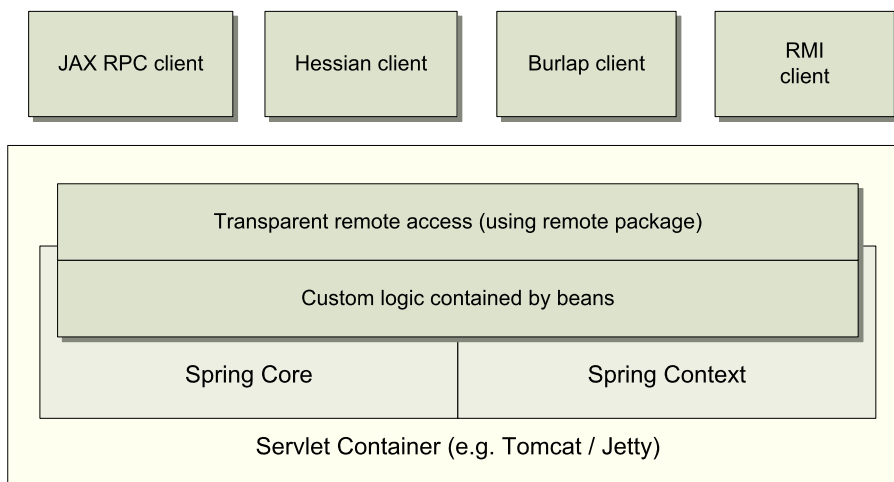 JAX RPC client
Hessian client
Burlap client
RMI
client
Transparent remote access (using remote package)
Custom logic contained by beans
Spring Core
Spring Context
Servlet Container (e.g. Tomcat / Jetty)